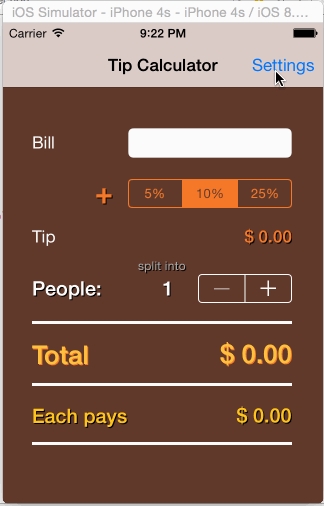 iOS Simulator - iPhone 4s - iPhone 4s / iOS 8....
Carrier 9:22 PM
Tip Calculator Settings
Bill
+ 5% 10% 25%
Tip $ 0.00
split into
People: 1 — +
Total $ 0.00
Each pays $ 0.00